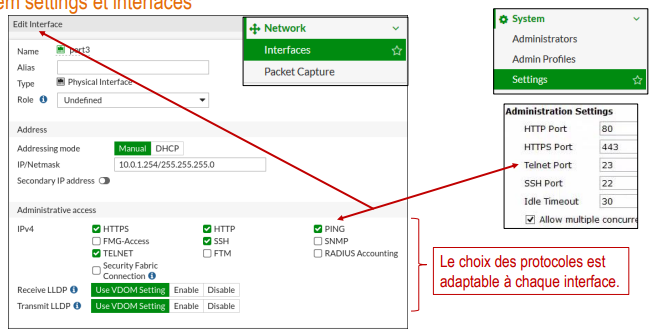 em settings et interfaces
Edit Interface
Name port3
Alias
Type Physical Interface
Role Undefined
Address
Addressing mode Manual DHCP
IP/Netmask 10.0.1.254/255.255.255.0
Secondary IP address
Administrative access
IPv4 HTTPS HTTP PING
FMG-Access SSH SNMP
TELNET FTM RADIUS Accounting
Security Fabric
Connection
Receive LLDP Use VDOM Setting Enable Disable
Transmit LLDP Use VDOM Setting Enable Disable
Network
Interfaces
Packet Capture
System
Administrators
Admin Profiles
Settings
Administration Settings
HTTP Port 80
HTTPS Port 443
Telnet Port 23
SSH Port 22
Idle Timeout 30
Allow multiple concurre
Le choix des protocoles est
adaptable à chaque interface.